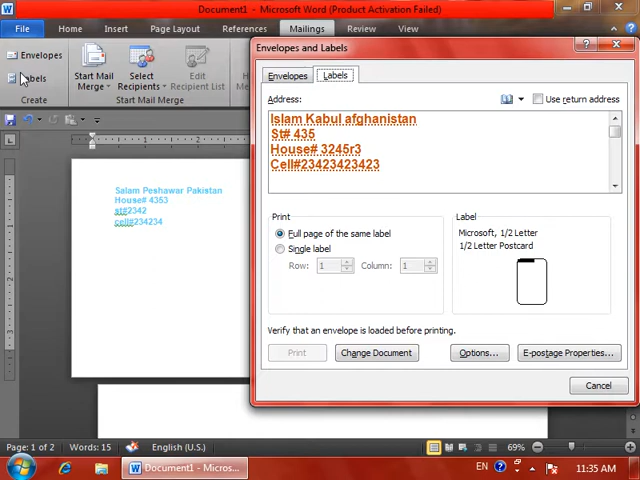 Document1 - Microsoft Word (Product Activation Failed)
File Home Insert Page Layout References Mailings Review View
Envelopes
Labels
Create
Start Mail Merge
Select Recipients
Edit Recipient List
Start Mail Merge
Envelopes and Labels
Envelopes Labels
Address:
Use return address
Islam Kabul afghanistan
St# 435
House# 3245r3
Cell#23423423423
Print
Full page of the same label
Single label
Row: 1 Column: 1
Label
Microsoft, 1/2 Letter
1/2 Letter Postcard
Verify that an envelope is loaded before printing.
Print Change Document Options... E-postage Properties...
Cancel
1 2
Salam Peshawar Pakistan
House# 4353
st#2342
cell#234234
1
2
3
Page: 1 of 2 Words: 15 English (U.S.) 69%
Document1 - Micros... EN 11:35 AM